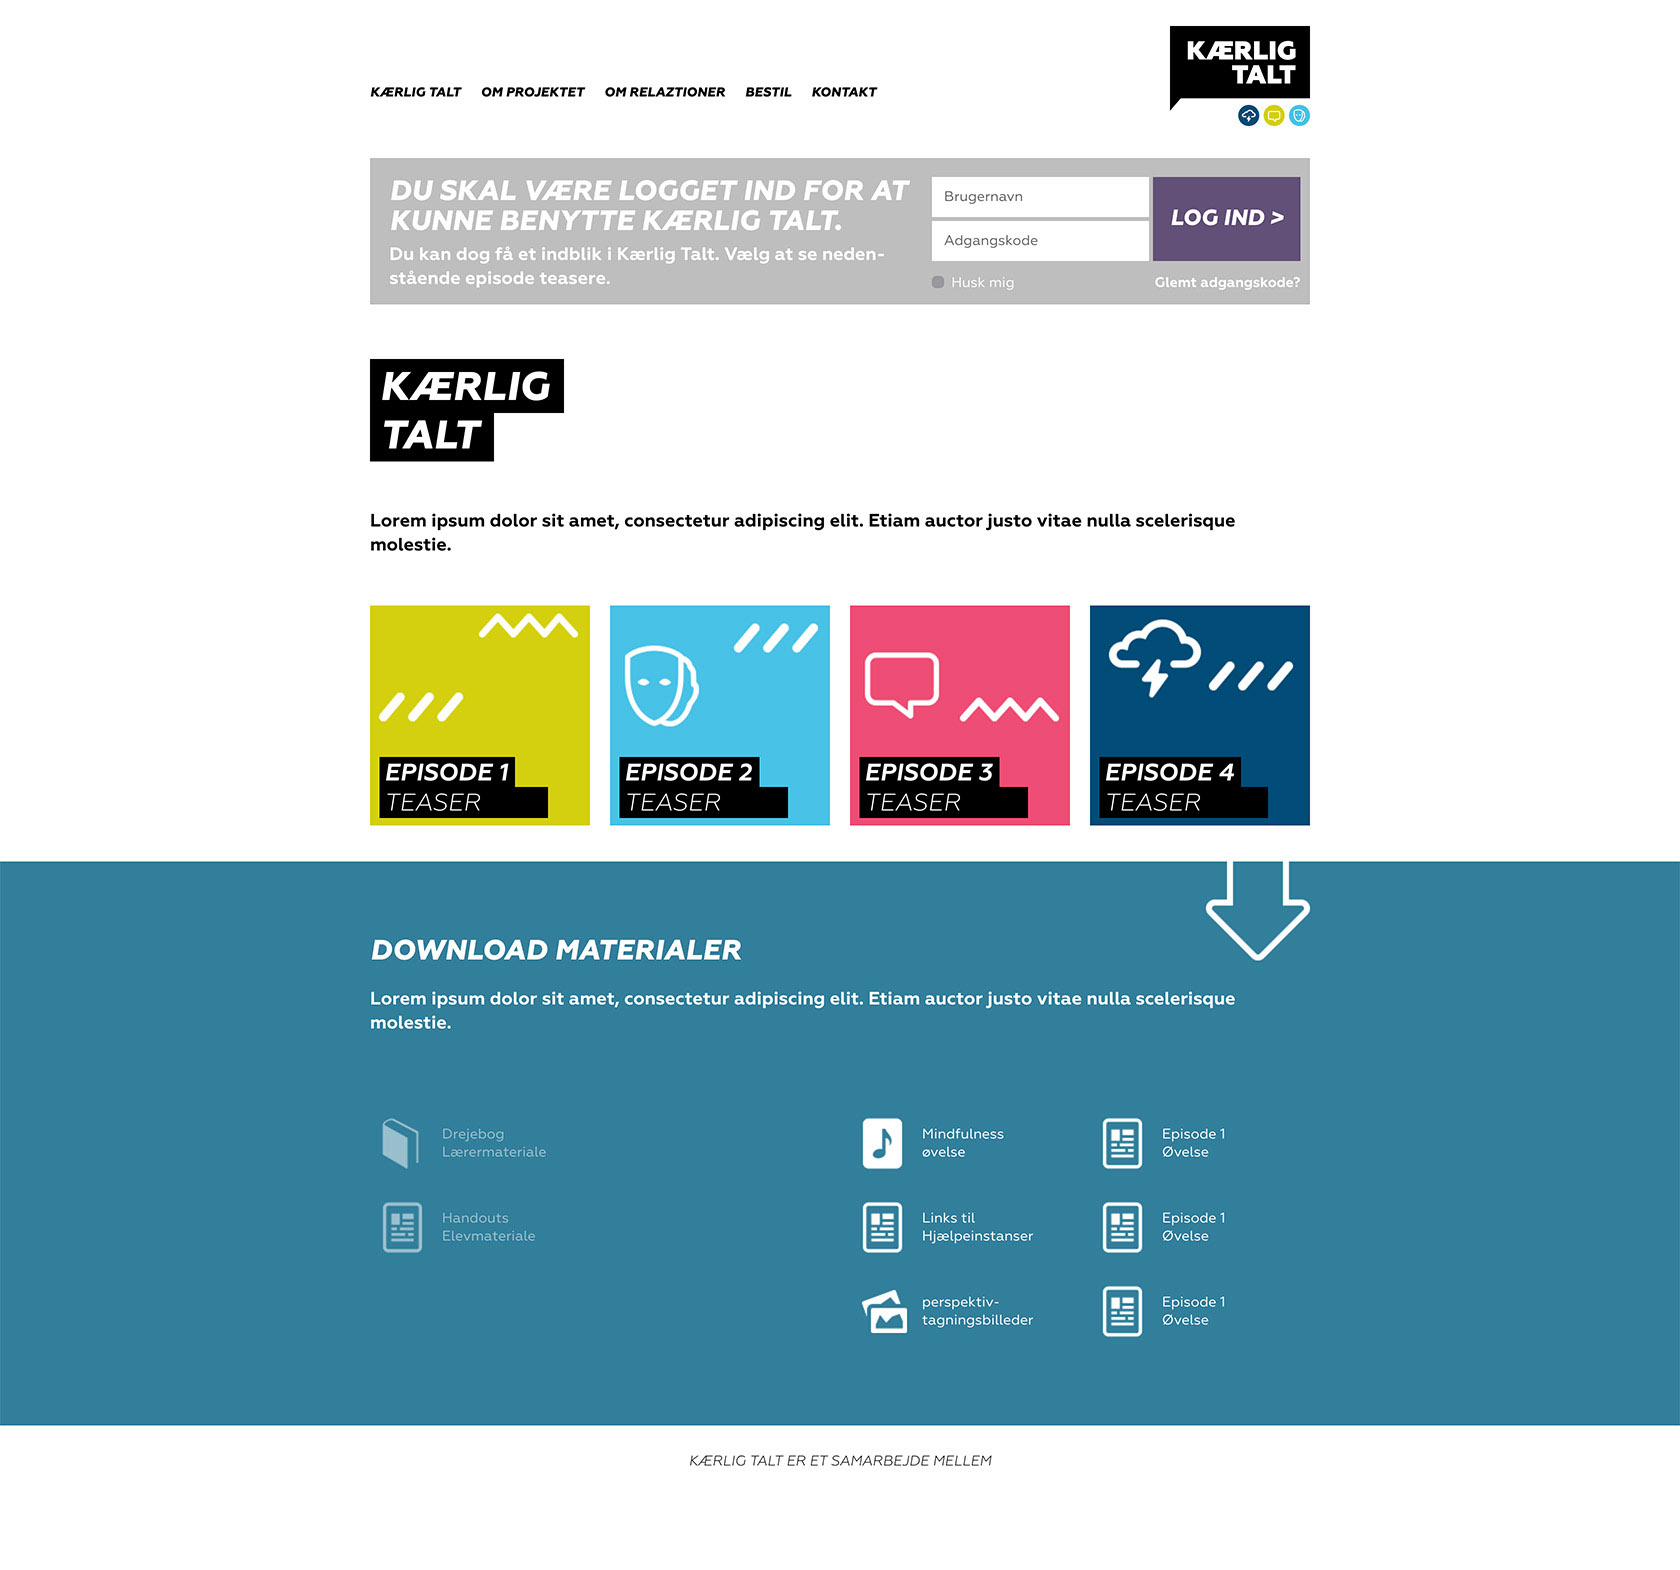 KÆRLIG
TALT
KÆRLIG TALT OM PROJEKTET OM RELAZTIONER BESTIL KONTAKT
DU SKAL VÆRE LOGGET IND FOR AT
KUNNE BENYTTE KÆRLIG TALT.
Du kan dog få et indblik i Kærlig Talt. Vælg at se neden-
stående episode teasere.
Brugernavn
Adgangskode
LOG IND >
Husk mig
Glemt adgangskode?
KÆRLIG
TALT
Lorem ipsum dolor sit amet, consectetur adipiscing elit. Etiam auctor justo vitae nulla scelerisque
molestie.
EPISODE 1
TEASER
EPISODE 2
TEASER
EPISODE 3
TEASER
EPISODE 4
TEASER
DOWNLOAD MATERIALER
Lorem ipsum dolor sit amet, consectetur adipiscing elit. Etiam auctor justo vitae nulla scelerisque
molestie.
Drejebog
Lærermateriale
Handouts
Elevmateriale
Mindfulness
øvelse
Links til
Hjælpeinstanser
perspektiv-
tagningsbilleder
Episode 1
Øvelse
Episode 1
Øvelse
Episode 1
Øvelse
KÆRLIG TALT ER ET SAMARBEJDE MELLEM